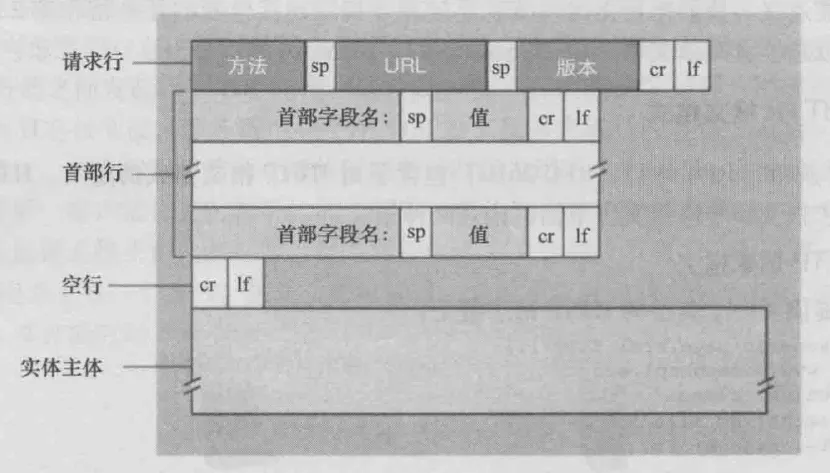 请求行 方法 sp URL sp 版本 cr lf
首部字段名: sp 值 cr lf
首部行
首部字段名: sp 值 cr lf
空行 cr lf
实体主体